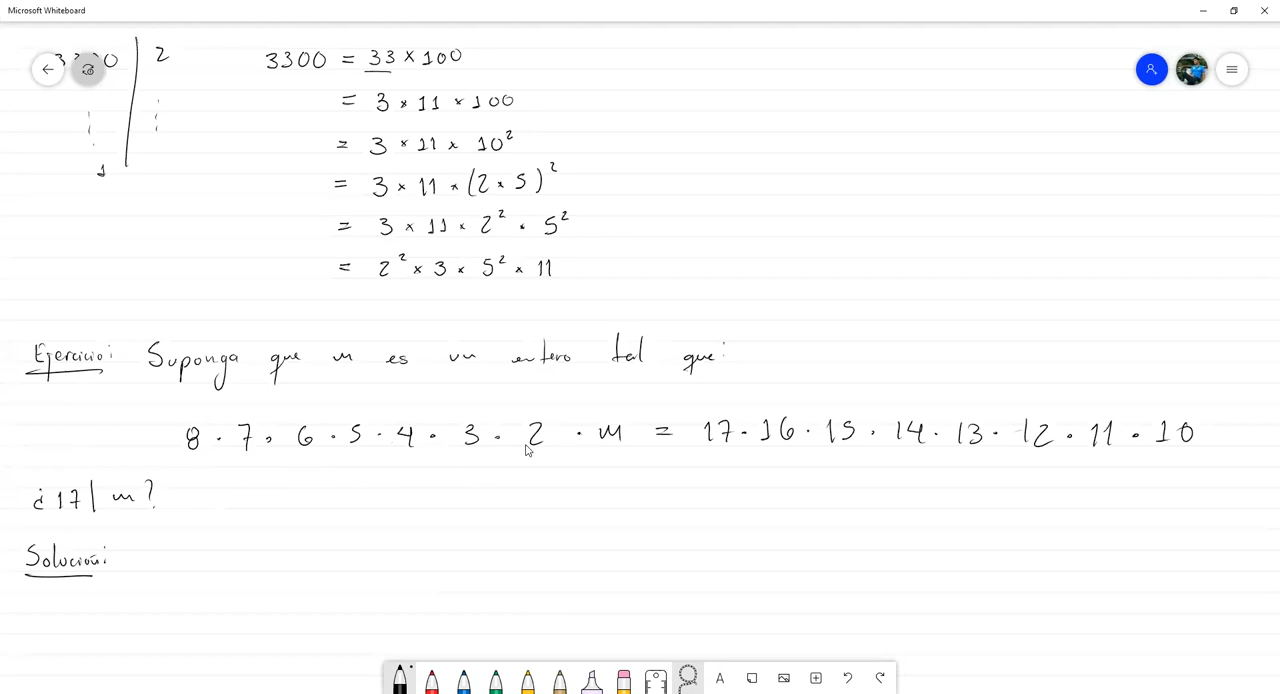 Microsoft Whiteboard
2
3300 = 33 × 100
= 3 × 11 × 100
= 3 × 11 × 10²
= 3 × 11 × (2 × 5)²
1
= 3 × 11 × 2² · 5²
= 2² × 3 × 5² × 11
Ejercicio: Suponga que m es un entero tal que:
8 · 7 · 6 · 5 · 4 · 3 · 2 · m = 17 · 16 · 15 · 14 · 13 · 12 · 11 · 10
¿17 | m?
Solución:
A